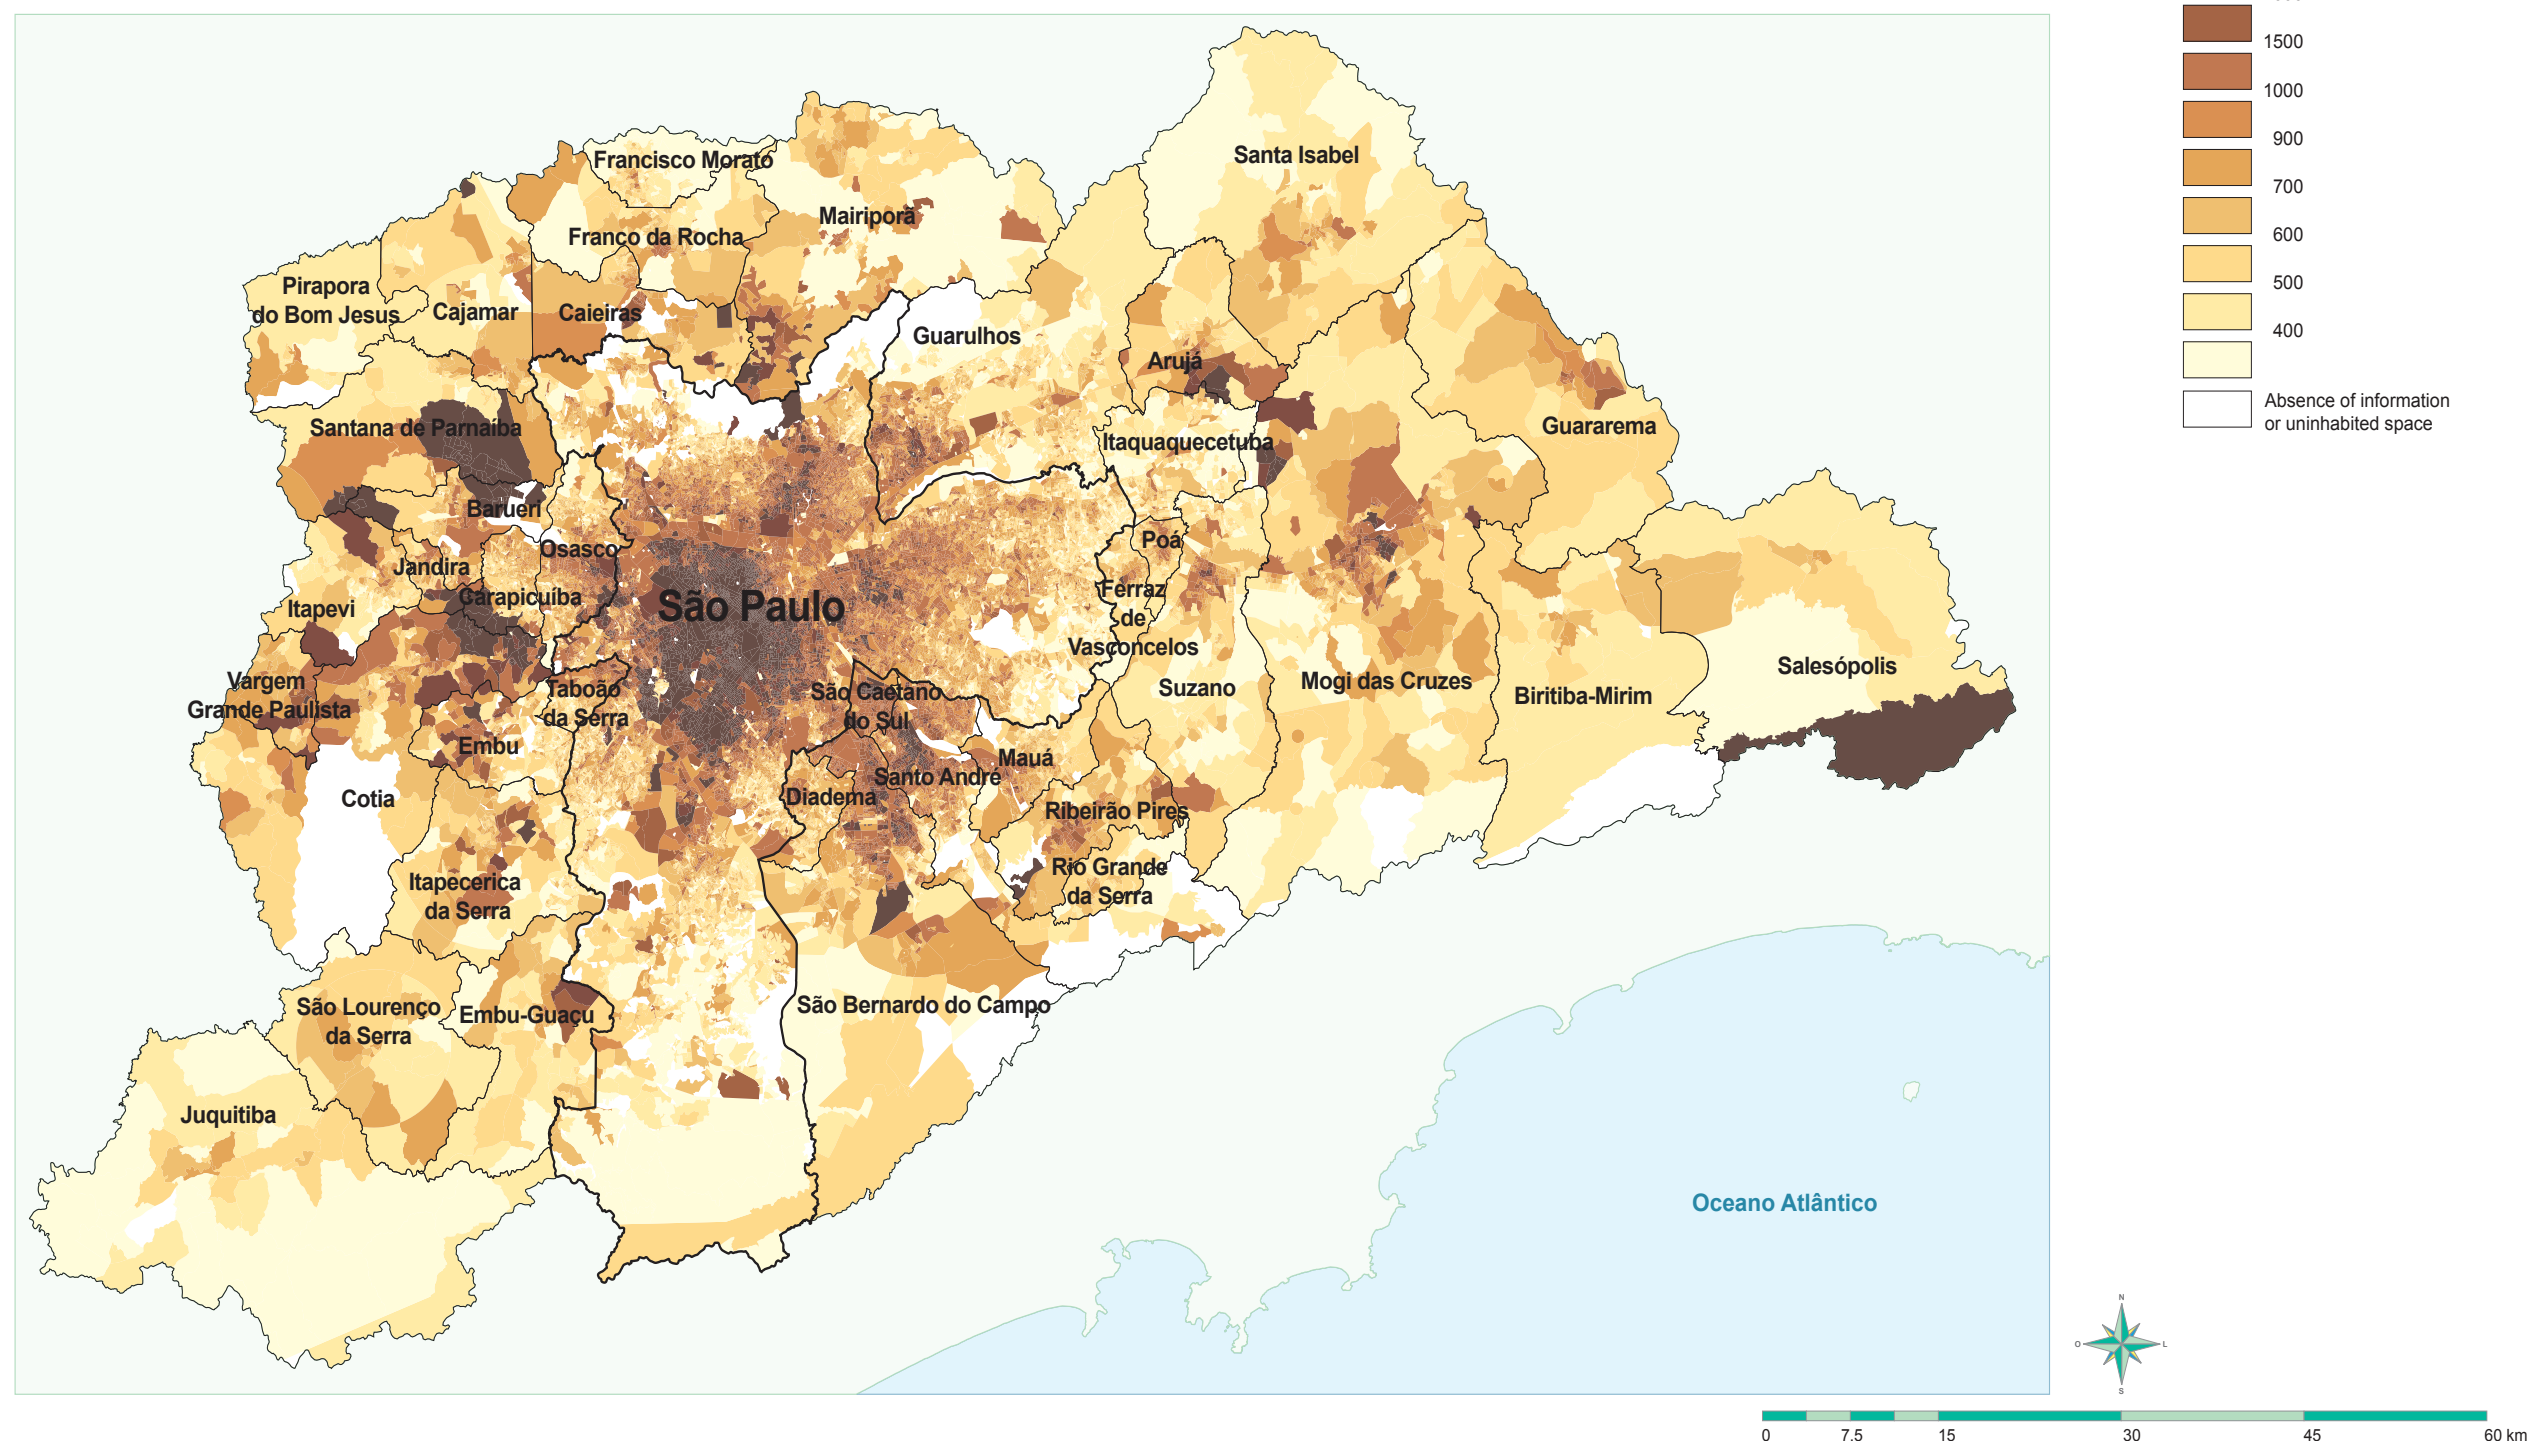 1500
1000
900
700
600
500
400
Absence of information
or uninhabited space
Francisco Morato
Santa Isabel
Mairiporã
Franco da Rocha
Pirapora
do Bom Jesus
Cajamar
Caieiras
Guarulhos
Arujá
Santana de Parnaíba
Itaquaquecetuba
Guararema
Barueri
Osasco
Poá
Jandira
Ferraz
de
Vasconcelos
Carapicuíba
Itapevi
São Paulo
Vargem
Grande Paulista
Taboão
da Serra
São Caetano
do Sul
Suzano
Mogi das Cruzes
Biritiba-Mirim
Salesópolis
Embu
Mauá
Santo André
Cotia
Diadema
Ribeirão Pires
Itapecerica
da Serra
Rio Grande
da Serra
São Lourenço
da Serra
Embu-Guaçu
São Bernardo do Campo
Juquitiba
Oceano Atlântico
N
O
L
S
0
7.5
15
30
45
60 km